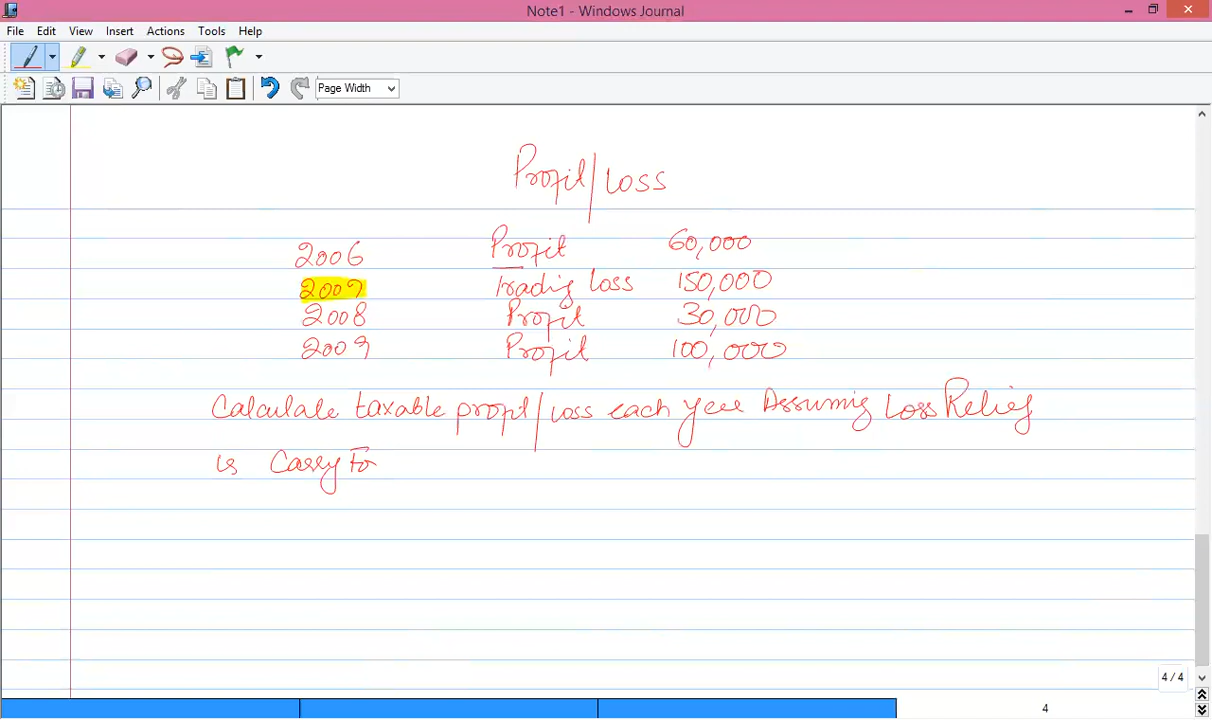 Note1 - Windows Journal
File Edit View Insert Actions Tools Help
Page Width
Profit/Loss
2006 Profit 60,000
2007 Trading loss 150,000
2008 Profit 30,000
2009 Profit 100,000
Calculate taxable profit/loss each year Assuming Loss Relief
is Carry Fo
4 / 4
4